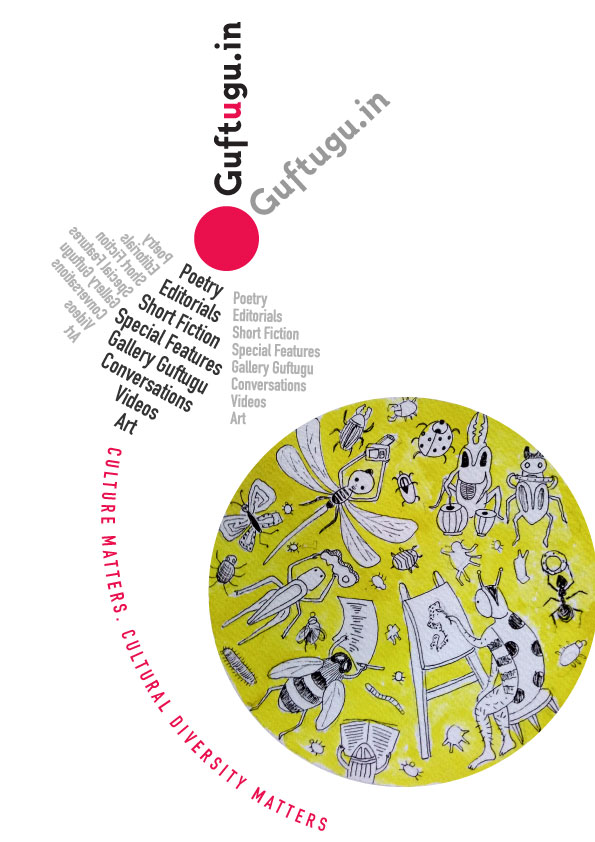 Guftugu.in
Guftugu.in
Poetry
Editorials
Short Fiction
Special Features
Gallery Guftugu
Conversations
Videos
Art
Poetry
Editorials
Short Fiction
Special Features
Gallery Guftugu
Conversations
Videos
Art
Poetry
Editorials
Short Fiction
Special Features
Gallery Guftugu
Conversations
Videos
Art
CULTURE MATTERS. CULTURAL DIVERSITY MATTERS